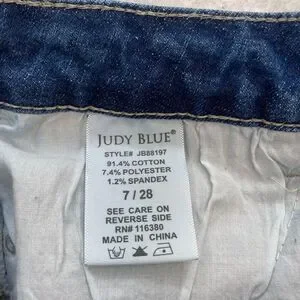 JUDY BLUE®
STYLE# JB88197
91.4% COTTON
7.4% POLYESTER
1.2% SPANDEX
7 / 28
SEE CARE ON
REVERSE SIDE
RN# 116380
MADE IN CHINA